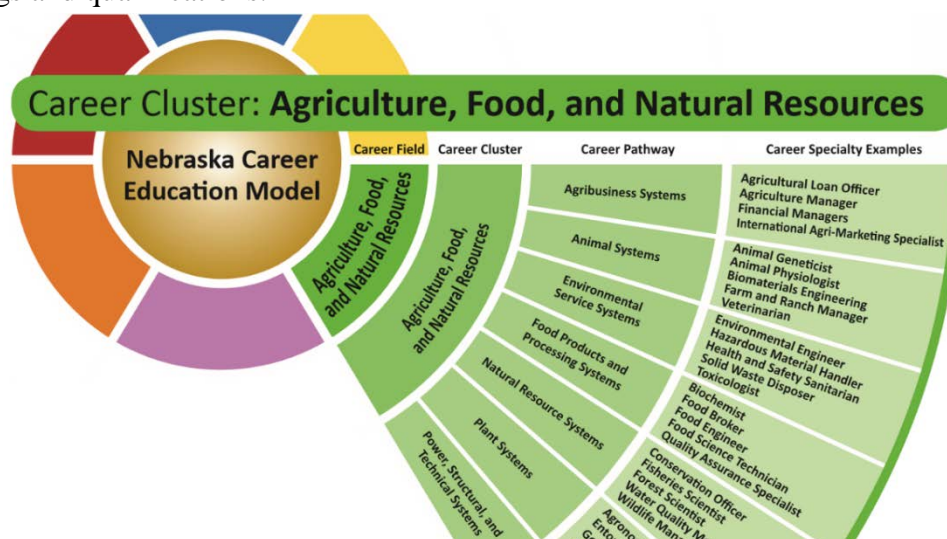 Career Cluster: Agriculture, Food, and Natural Resources
Nebraska Career
Education Model
Career Field
Career Cluster
Career Pathway
Career Specialty Examples
Agriculture, Food,
and Natural Resources
Agriculture, Food,
and Natural Resources
Agribusiness Systems
Agricultural Loan Officer
Agriculture Manager
Financial Managers
International Agri-Marketing Specialist
Animal Systems
Animal Geneticist
Animal Physiologist
Biomaterials Engineering
Farm and Ranch Manager
Veterinarian
Environmental
Service Systems
Environmental Engineer
Hazardous Material Handler
Health and Safety Sanitarian
Solid Waste Disposer
Toxicologist
Food Products and
Processing Systems
Biochemist
Food Broker
Food Engineer
Food Science Technician
Quality Assurance Specialist
Natural Resource Systems
Conservation Officer
Fisheries Scientist
Forest Scientist
Water Quality
Wildlife
Plant Systems
Power, Structural, and
Technical Systems